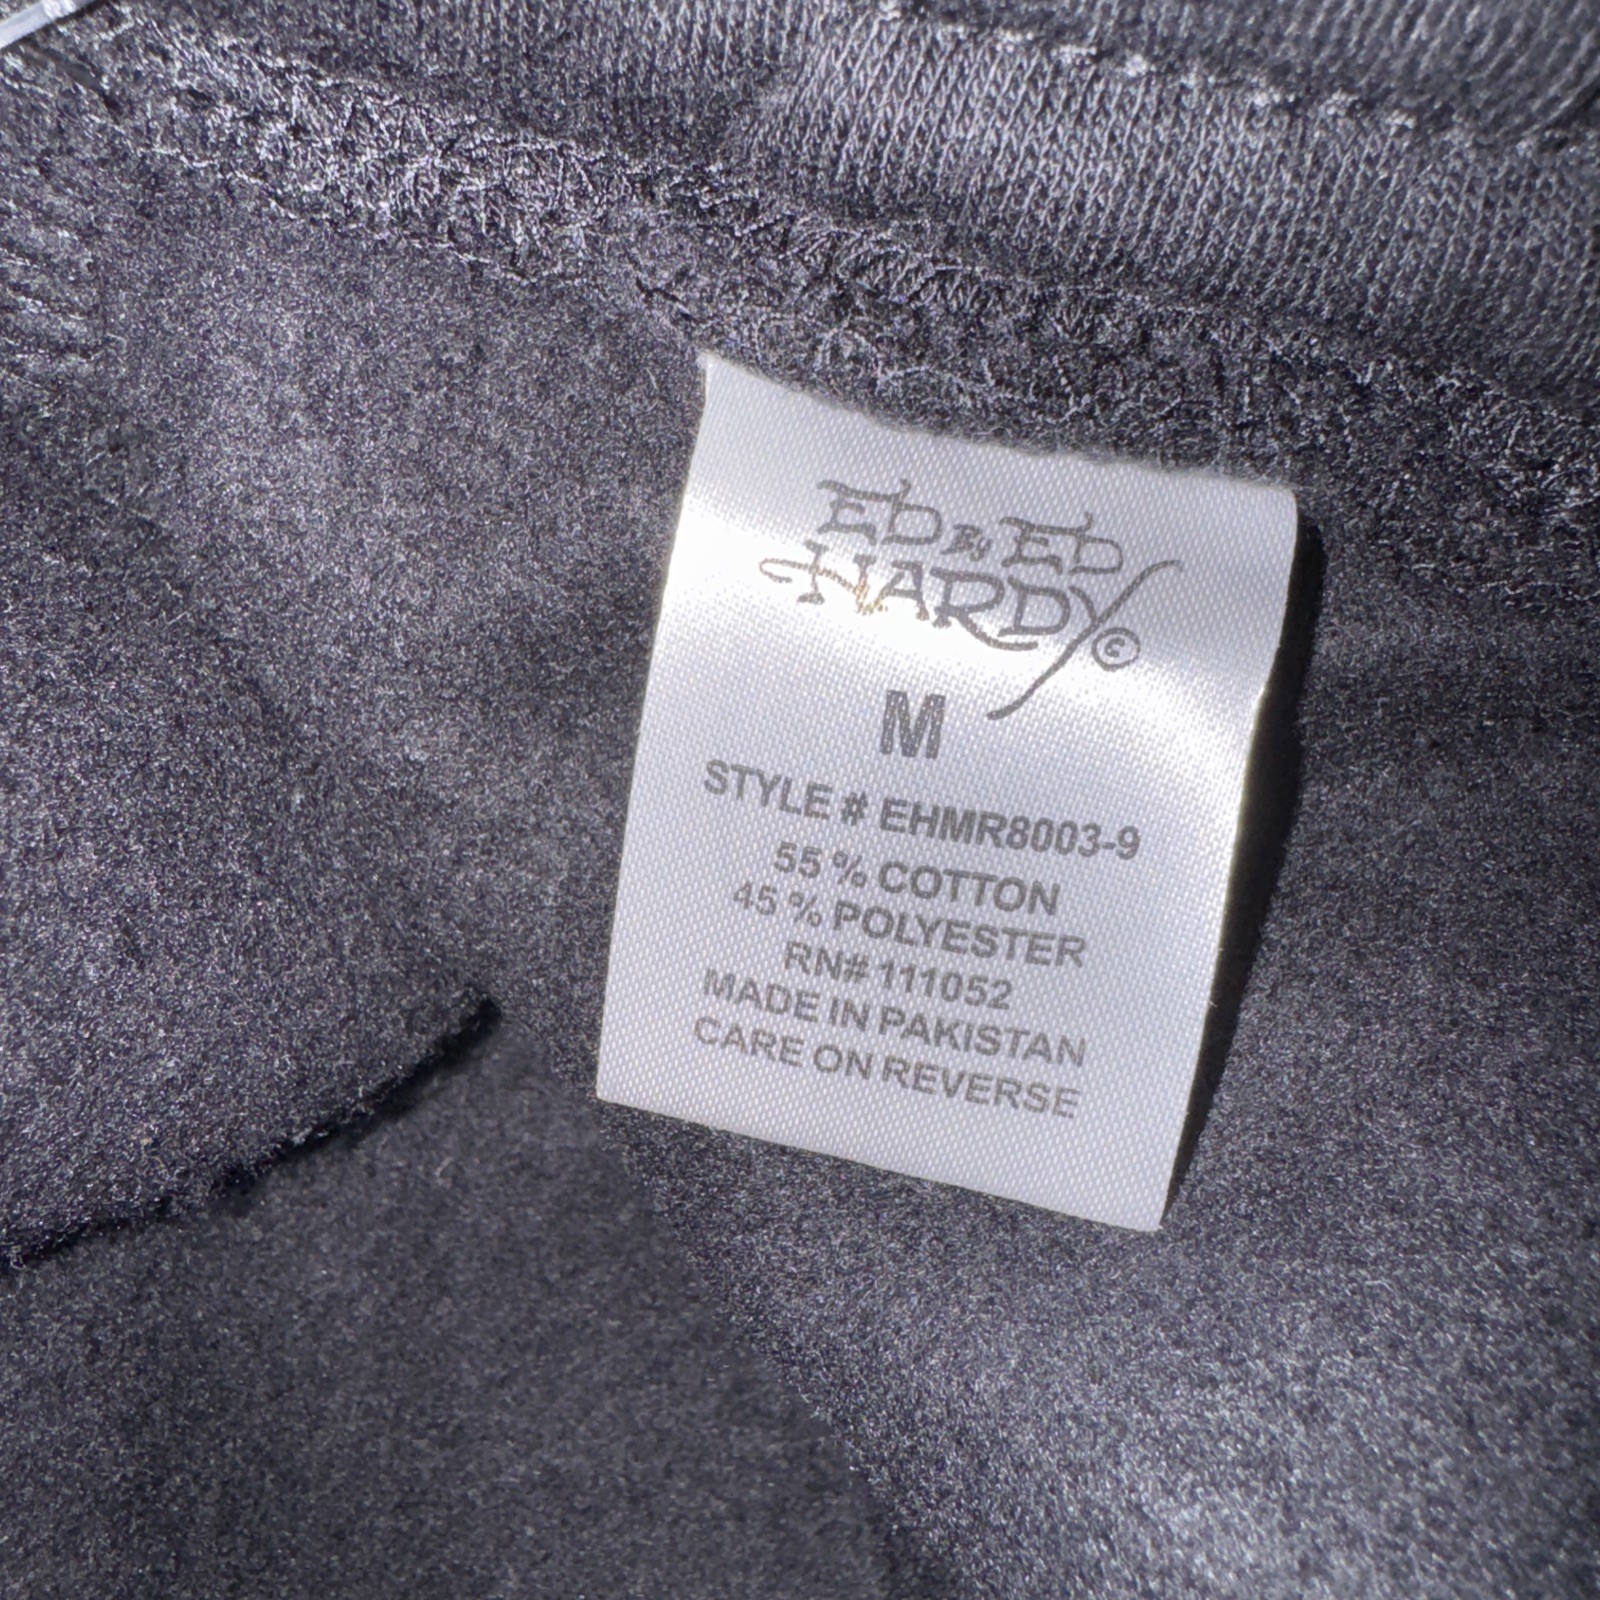 ED By ED
HARDY ©
M
STYLE # EHMR8003-9
55 % COTTON
45 % POLYESTER
RN# 111052
MADE IN PAKISTAN
CARE ON REVERSE